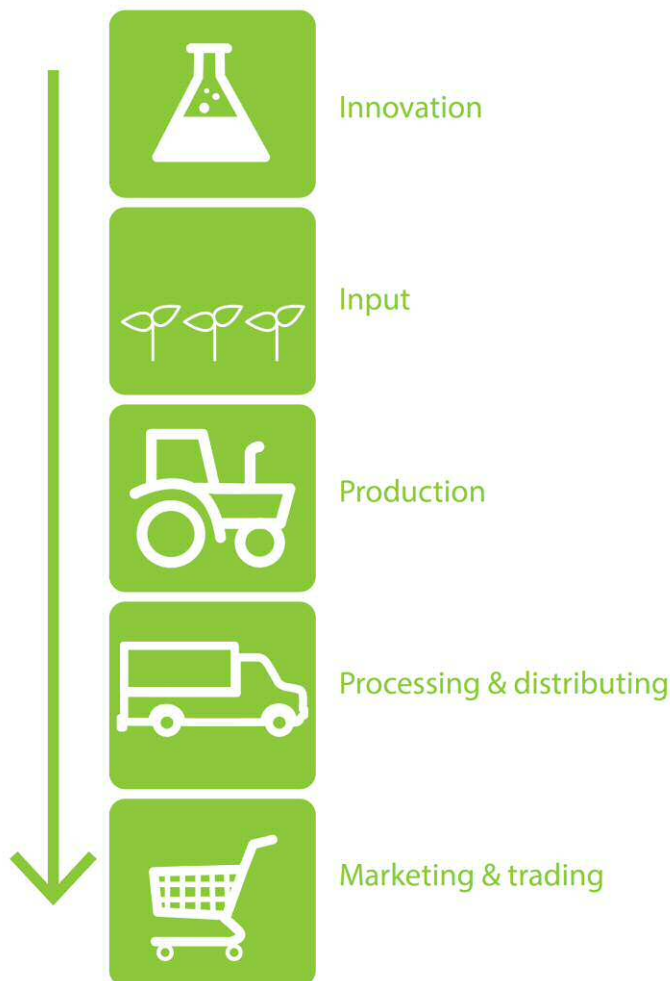 Innovation
Input
Production
Processing & distributing
Marketing & trading